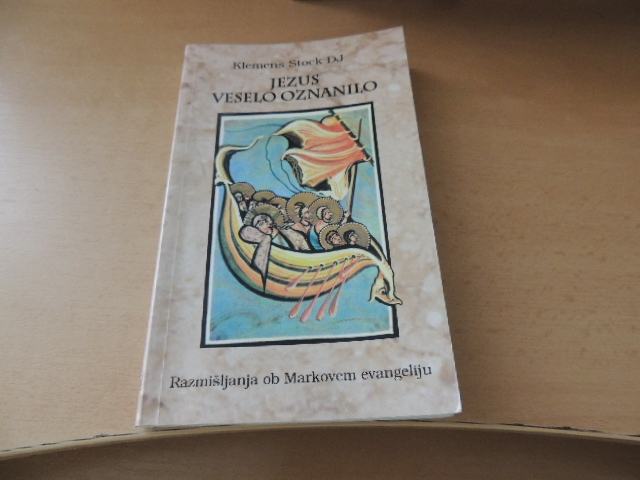 Klemens Stock DJ
JEZUS
VESELO OZNANILO
Razmišljanja ob Markovem evangeliju